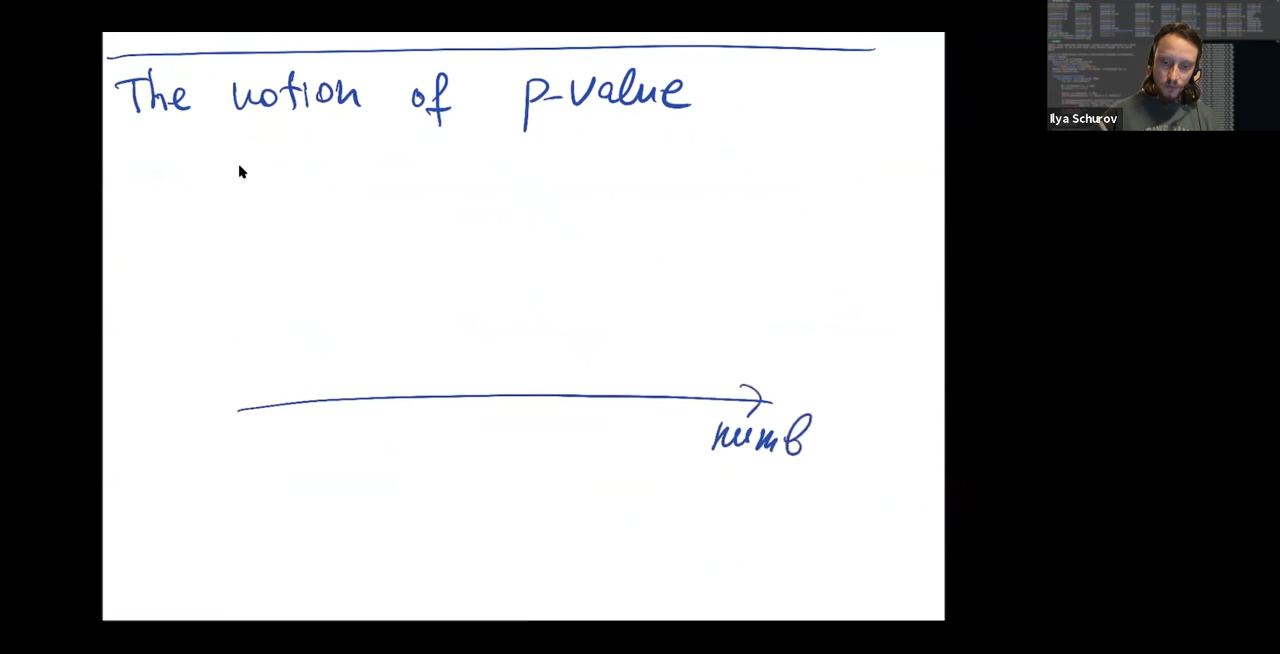 The notion of p-value
Ilya Schurov
numb